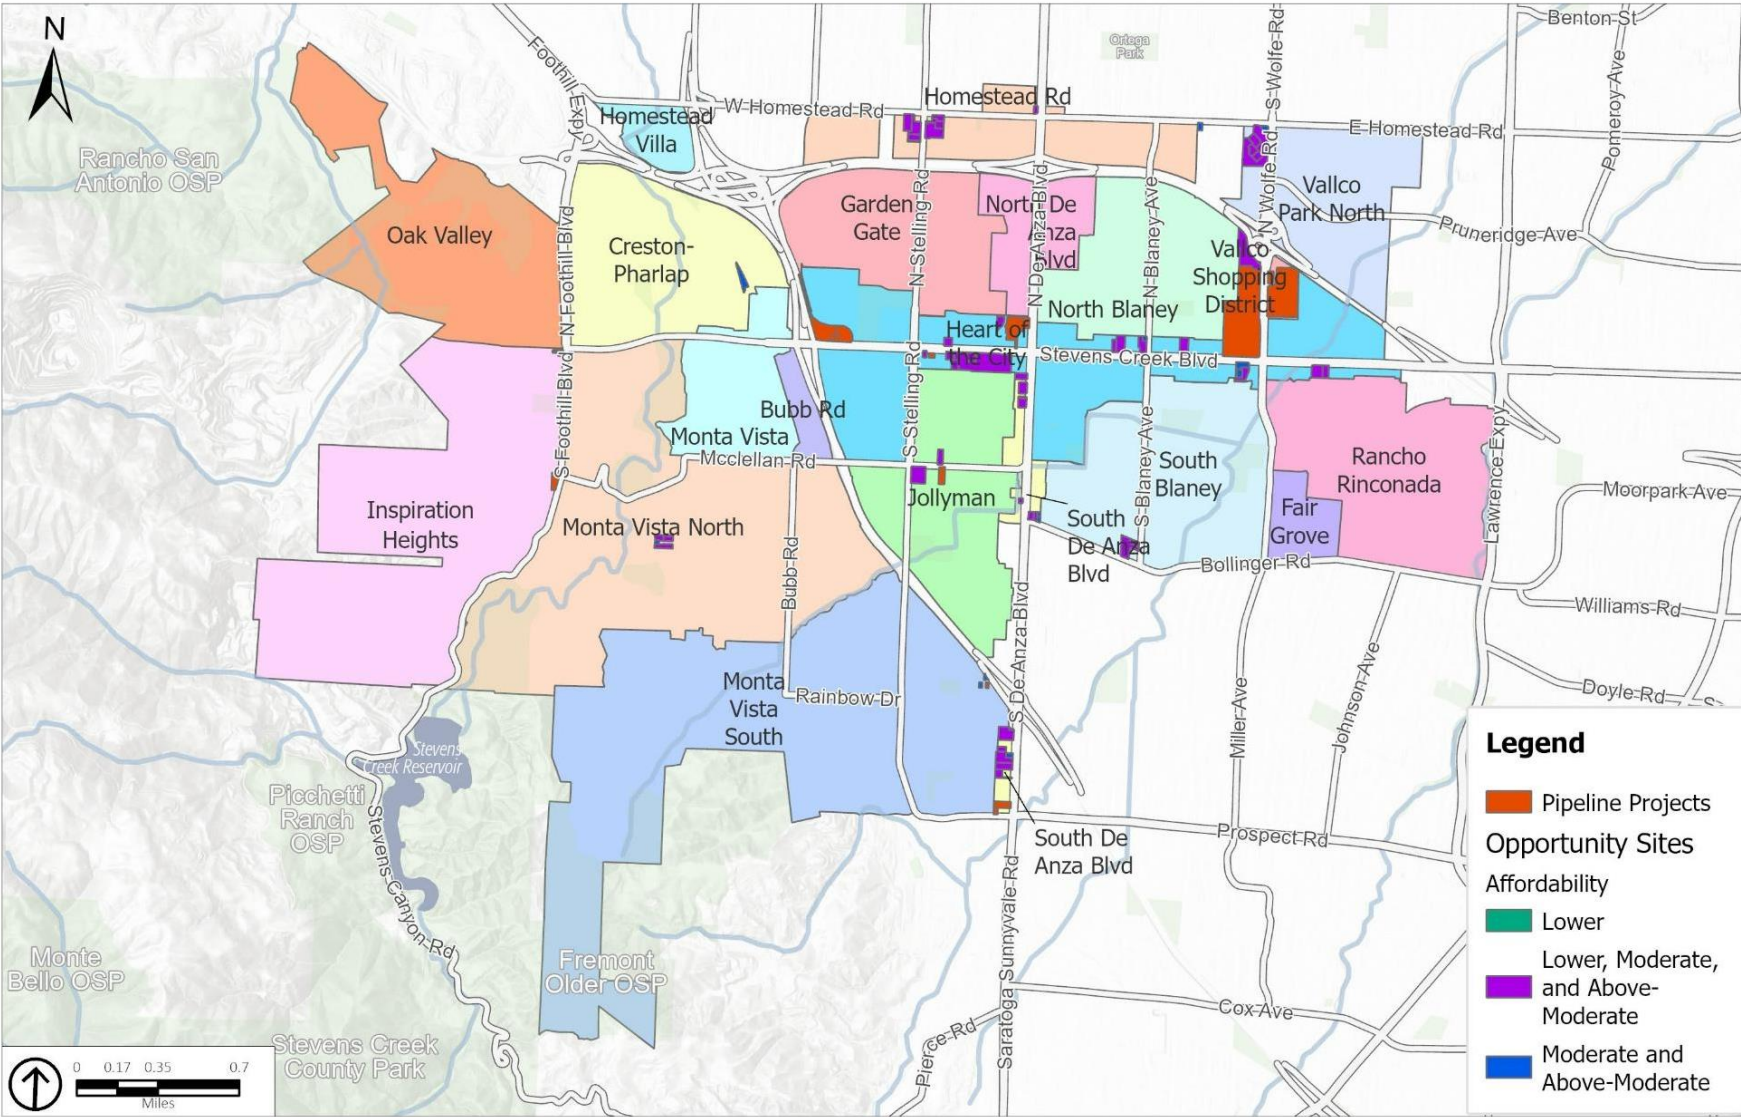 N
Benton St
Foothill Expy
S Wolfe Rd
Pomeroy Ave
Ortega
Park
W Homestead Rd
Homestead Rd
E Homestead Rd
Homestead
Villa
Rancho San
Antonio OSP
Oak Valley
N Foothill Blvd
Creston-
Pharlap
Garden
Gate
N Stelling Rd
North De
Anza
Blvd
N De Anza Blvd
N Blaney Ave
North Blaney
Vallco
Shopping
District
N Wolfe Rd
Vallco
Park North
Pruneridge Ave
Heart of
the City
Stevens Creek Blvd
S Foothil Blvd
Bubb Rd
Monta Vista
Mcclellan Rd
S Stelling Rd
Jollyman
S Blaney Ave
South
Blaney
Rancho
Rinconada
Lawrence Expy
Moorpark Ave
Inspiration
Heights
Monta Vista North
Bubb Rd
South
De Anza
Blvd
Fair
Grove
Bollinger Rd
Williams Rd
S De Anza Blvd
Monta
Vista
South
Rainbow Dr
Miller Ave
Johnson Ave
Doyle Rd
Stevens
Creek Reservoir
Picchetti
Ranch
OSP
Stevens Canyon Rd
South De
Anza Blvd
Prospect Rd
Saratoga Sunnyvale Rd
Monte
Bello OSP
Fremont
Older OSP
Stevens Creek
County Park
Pierce Rd
Cox Ave
Legend
Pipeline Projects
Opportunity Sites
Affordability
Lower
Lower, Moderate,
and Above-
Moderate
Moderate and
Above-Moderate
0 0.17 0.35 0.7
Miles